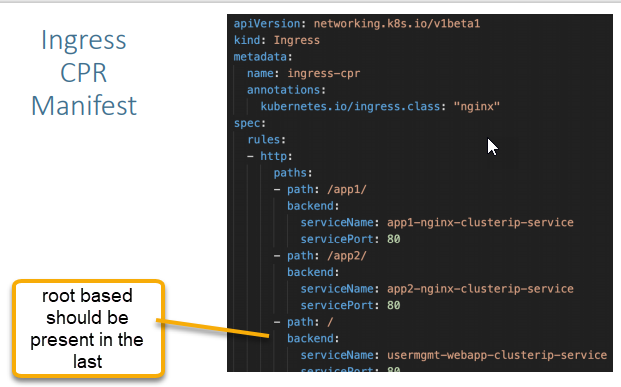 Ingress
CPR
Manifest
apiVersion: networking.k8s.io/v1beta1
kind: Ingress
metadata:
  name: ingress-cpr
  annotations:
    kubernetes.io/ingress.class: "nginx"
spec:
  rules:
  - http:
      paths:
      - path: /app1/
        backend:
          serviceName: app1-nginx-clusterip-service
          servicePort: 80
      - path: /app2/
        backend:
          serviceName: app2-nginx-clusterip-service
          servicePort: 80
      - path: /
        backend:
          serviceName: usermgmt-webapp-clusterip-service
          servicePort: 80
root based
should be
present in the
last